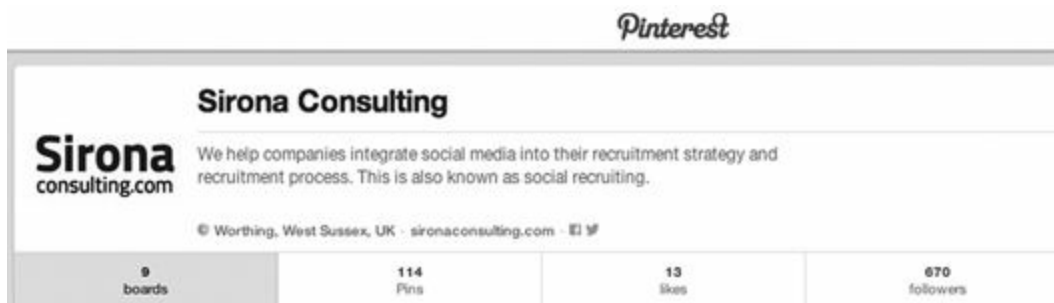 Pinterest
Sirona Consulting
Sirona
consulting.com
We help companies integrate social media into their recruitment strategy and
recruitment process. This is also known as social recruiting.
Worthing, West Sussex, UK · sironaconsulting.com ·
9
boards
114
Pins
13
likes
670
followers